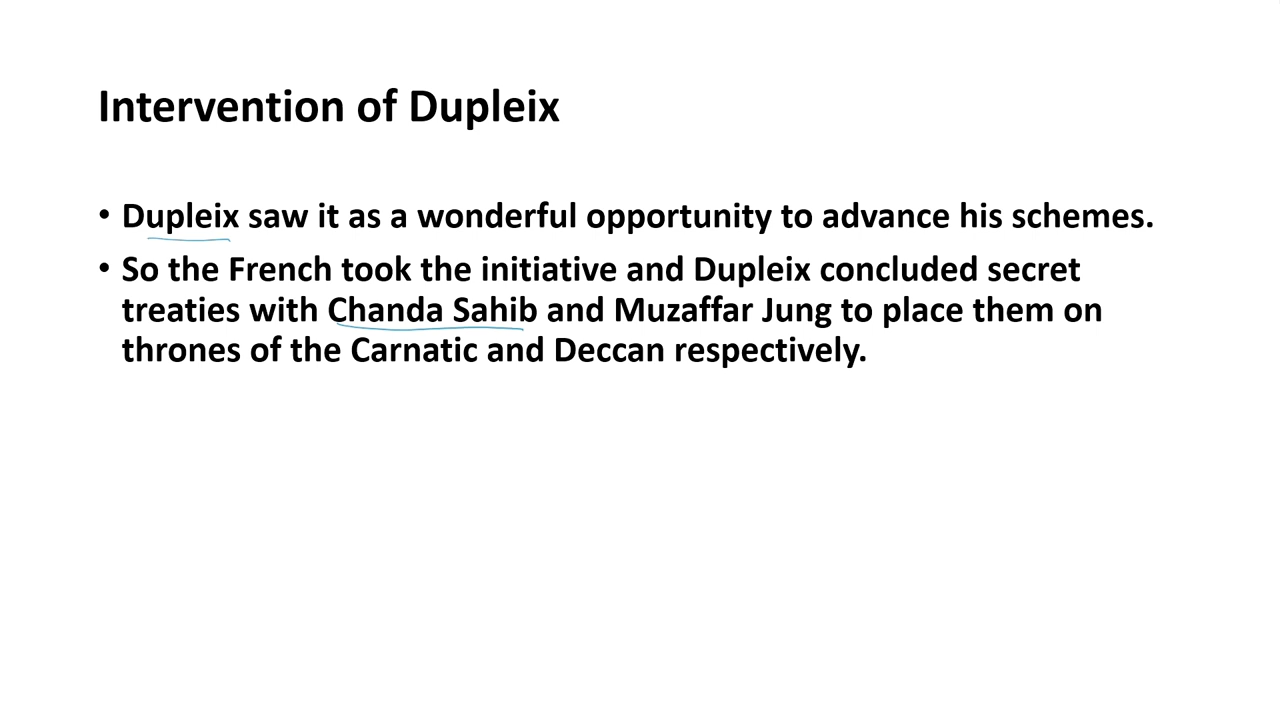 Intervention of Dupleix
• Dupleix saw it as a wonderful opportunity to advance his schemes.
• So the French took the initiative and Dupleix concluded secret
treaties with Chanda Sahib and Muzaffar Jung to place them on
thrones of the Carnatic and Deccan respectively.